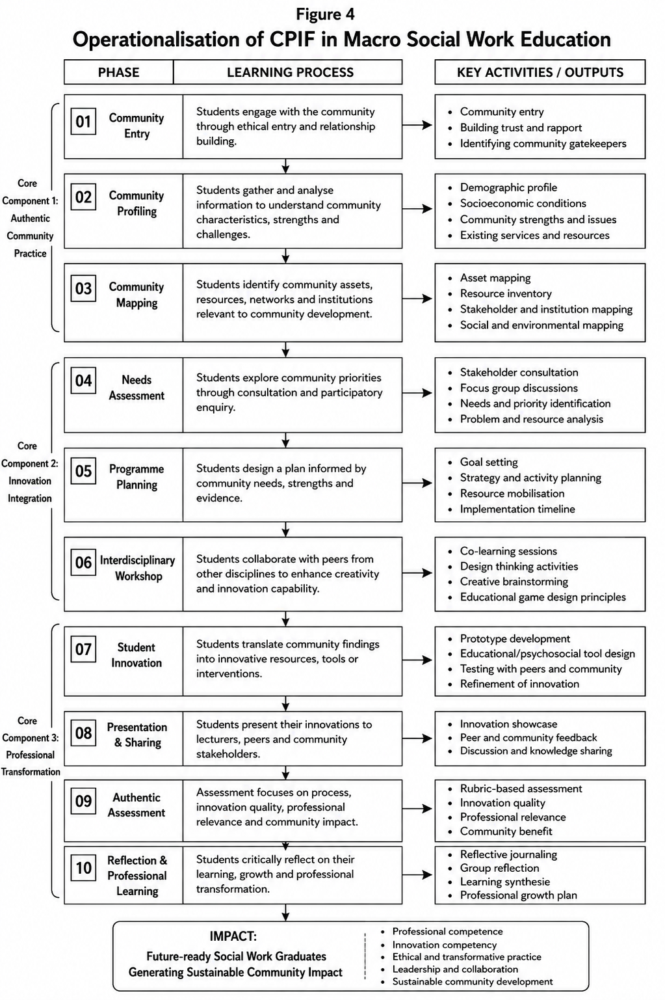 Figure 4
Operationalisation of CPIF in Macro Social Work Education
PHASE
LEARNING PROCESS
KEY ACTIVITIES / OUTPUTS
Core
Component 1:
Authentic
Community
Practice
01
Community
Entry
Students engage with the community
through ethical entry and relationship
building.
• Community entry
• Building trust and rapport
• Identifying community gatekeepers
02
Community
Profiling
Students gather and analyse
information to understand community
characteristics, strengths and
challenges.
• Demographic profile
• Socioeconomic conditions
• Community strengths and issues
• Existing services and resources
03
Community
Mapping
Students identify community assets,
resources, networks and institutions
relevant to community development.
• Asset mapping
• Resource inventory
• Stakeholder and institution mapping
• Social and environmental mapping
Core
Component 2:
Innovation
Integration
04
Needs
Assessment
Students explore community priorities
through consultation and participatory
enquiry.
• Stakeholder consultation
• Focus group discussions
• Needs and priority identification
• Problem and resource analysis
05
Programme
Planning
Students design a plan informed by
community needs, strengths and
evidence.
• Goal setting
• Strategy and activity planning
• Resource mobilisation
• Implementation timeline
06
Interdisciplinary
Workshop
Students collaborate with peers from
other disciplines to enhance creativity
and innovation capability.
• Co-learning sessions
• Design thinking activities
• Creative brainstorming
• Educational game design principles
Core
Component 3:
Professional
Transformation
07
Student
Innovation
Students translate community findings
into innovative resources, tools or
interventions.
• Prototype development
• Educational/psychosocial tool design
• Testing with peers and community
• Refinement of innovation
08
Presentation
& Sharing
Students present their innovations to
lecturers, peers and community
stakeholders.
• Innovation showcase
• Peer and community feedback
• Discussion and knowledge sharing
09
Authentic
Assessment
Assessment focuses on process,
innovation quality, professional
relevance and community impact.
• Rubric-based assessment
• Innovation quality
• Professional relevance
• Community benefit
10
Reflection &
Professional
Learning
Students critically reflect on their
learning, growth and professional
transformation.
• Reflective journaling
• Group reflection
• Learning synthesie
• Professional growth plan
IMPACT:
Future-ready Social Work Graduates
Generating Sustainable Community Impact
• Professional competence
• Innovation competency
• Ethical and transformative practice
• Leadership and collaboration
• Sustainable community development